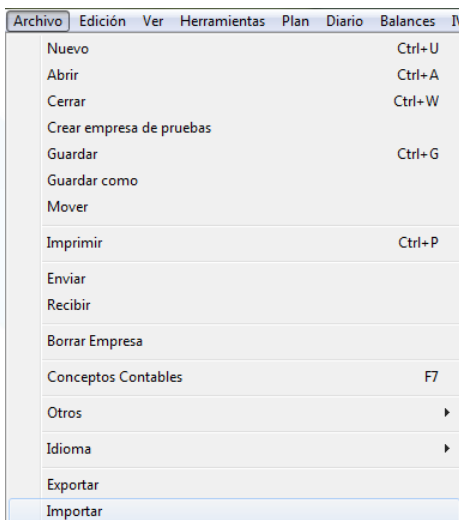 Archivo Edición Ver Herramientas Plan Diario Balances
Nuevo Ctrl+U
Abrir Ctrl+A
Cerrar Ctrl+W
Crear empresa de pruebas
Guardar Ctrl+G
Guardar como
Mover
Imprimir Ctrl+P
Enviar
Recibir
Borrar Empresa
Conceptos Contables F7
Otros
Idioma
Exportar
Importar